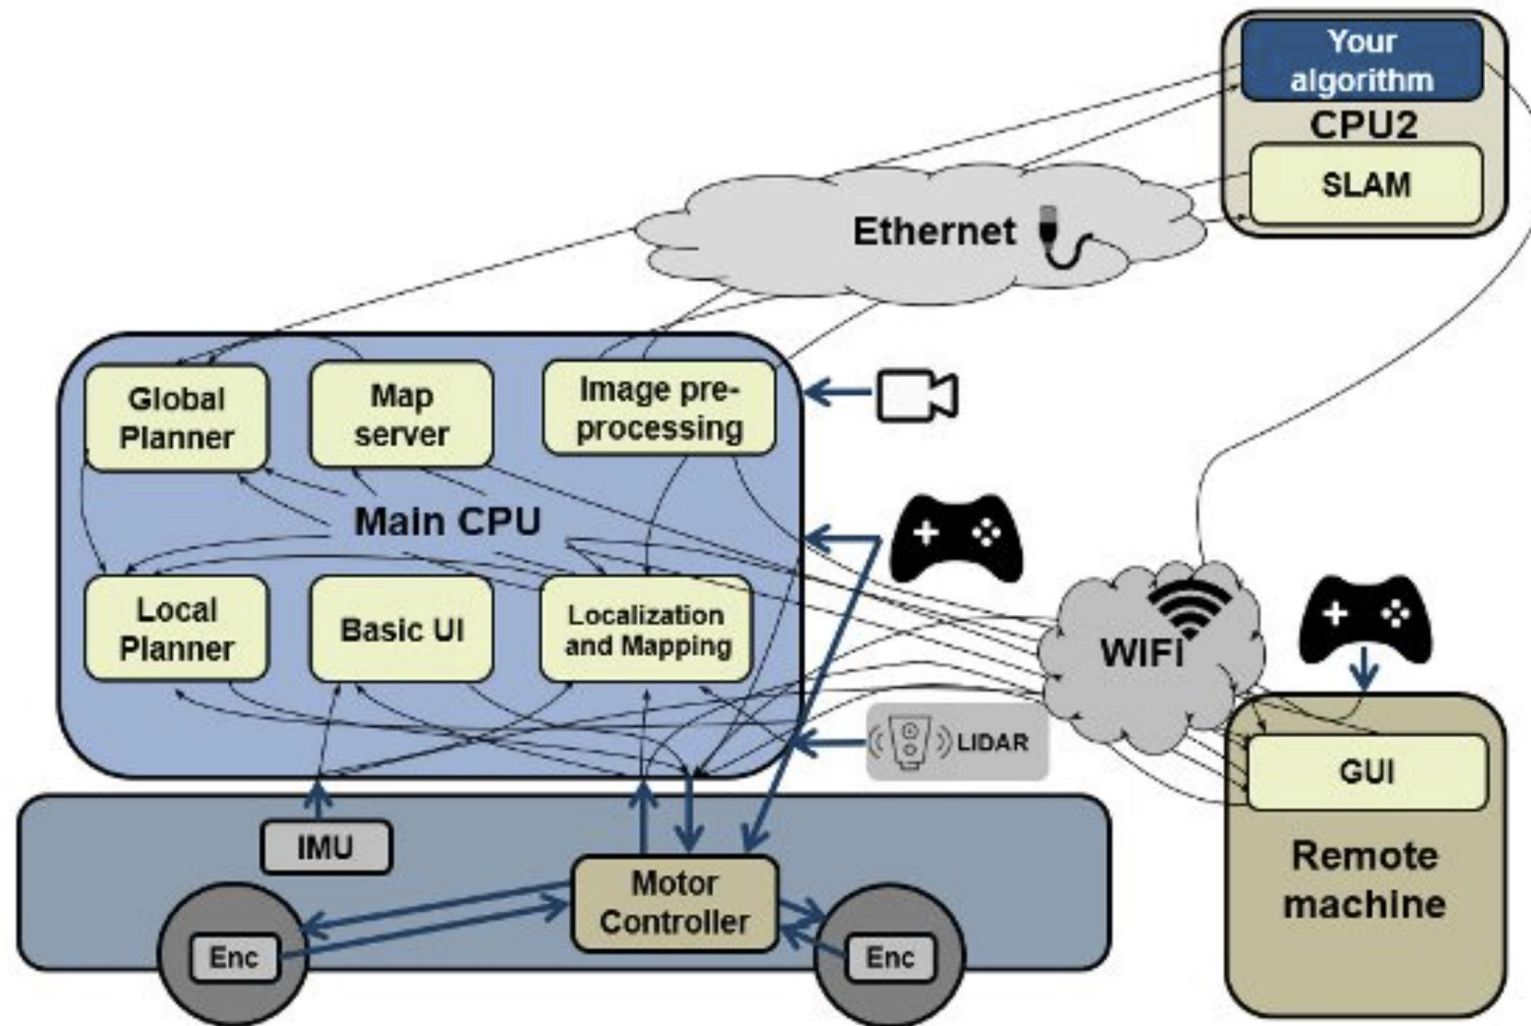 Your
algorithm
CPU2
SLAM
Ethernet
Global
Planner
Map
server
Image pre-
processing
Main CPU
Local
Planner
Basic UI
Localization
and Mapping
WIFI
LIDAR
GUI
IMU
Motor
Controller
Remote
machine
Enc
Enc